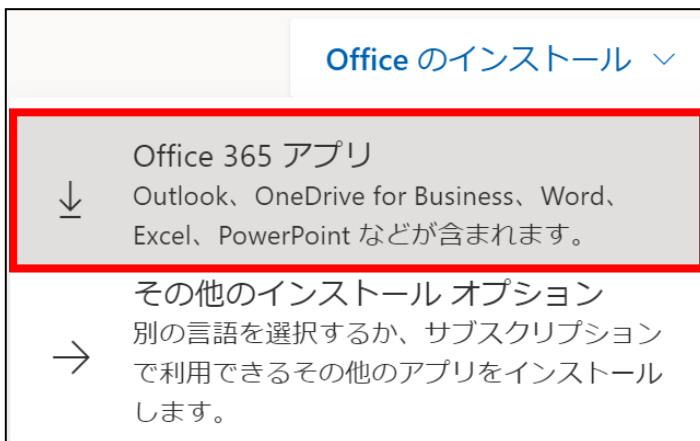 Office のインストール
Office 365 アプリ
Outlook、OneDrive for Business、Word、
Excel、PowerPoint などが含まれます。
その他のインストール オプション
別の言語を選択するか、サブスクリプション
で利用できるその他のアプリをインストール
します。